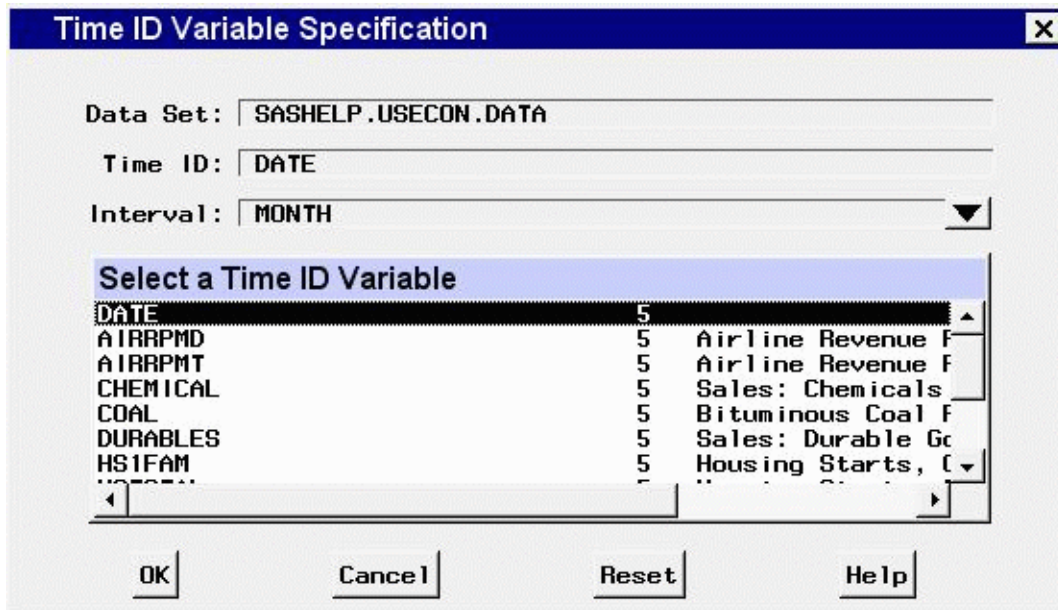 Time ID Variable Specification
Data Set: SASHELP.USECON.DATA
Time ID: DATE
Interval: MONTH
Select a Time ID Variable
DATE 5
AIRRPMD 5 Airline Revenue
AIRRPMT 5 Airline Revenue
CHEMICAL 5 Sales: Chemicals
COAL 5 Bituminous Coal
DURABLES 5 Sales: Durable
HS1FAM 5 Housing Starts,
OK Cancel Reset Help